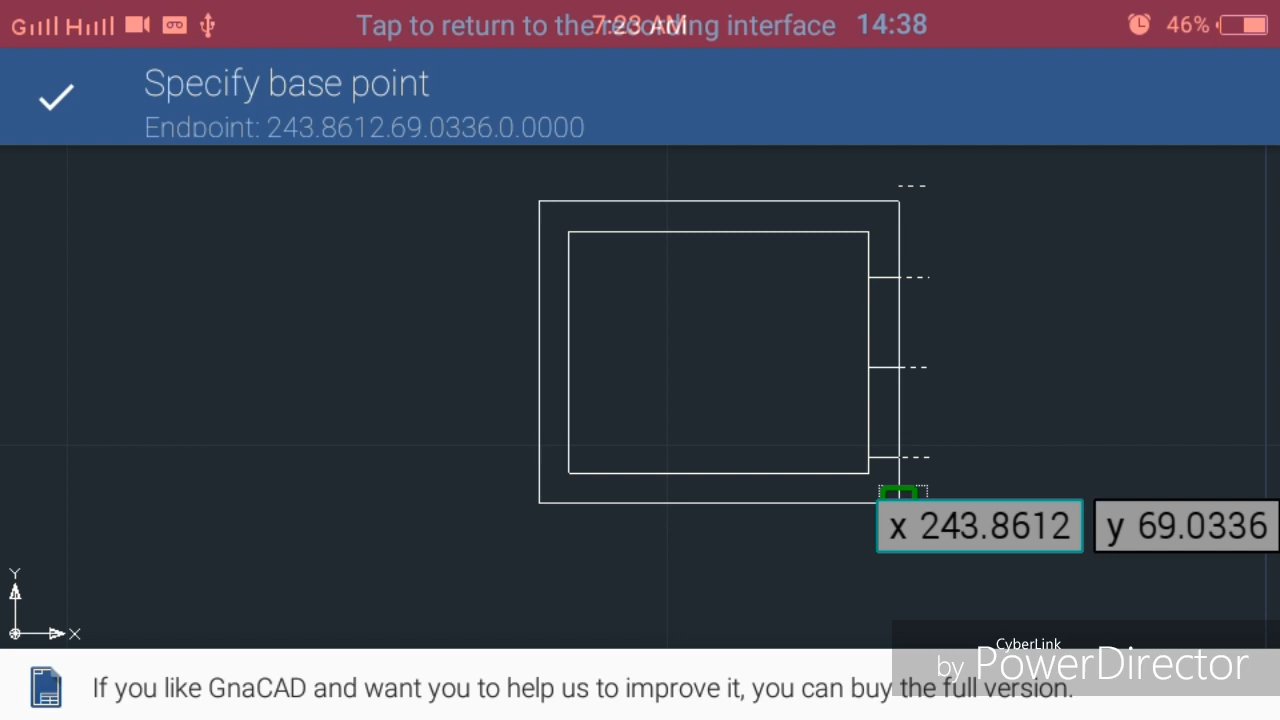 Tap to return to the recording interface 14:38
7:23 AM
46%
Specify base point
Endpoint: 243.8612,69.0336,0.0000
x 243.8612 y 69.0336
Y
X
CyberLink
by PowerDirector
If you like GnaCAD and want you to help us to improve it, you can buy the full version.